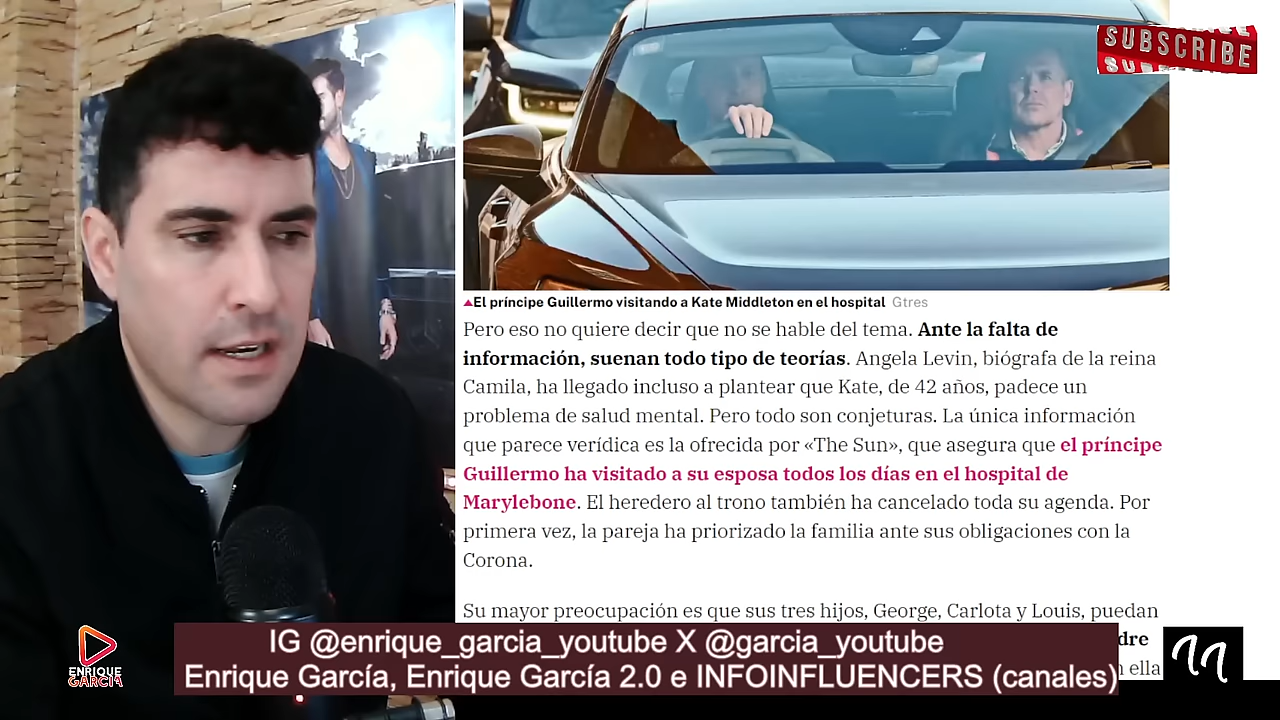 SUBSCRIBE
▲El príncipe Guillermo visitando a Kate Middleton en el hospital Gtres
Pero eso no quiere decir que no se hable del tema. Ante la falta de
información, suenan todo tipo de teorías. Angela Levin, biógrafa de la reina
Camila, ha llegado incluso a plantear que Kate, de 42 años, padece un
problema de salud mental. Pero todo son conjeturas. La única información
que parece verídica es la ofrecida por «The Sun», que asegura que el príncipe
Guillermo ha visitado a su esposa todos los días en el hospital de
Marylebone. El heredero al trono también ha cancelado toda su agenda. Por
primera vez, la pareja ha priorizado la familia ante sus obligaciones con la
Corona.
Su mayor preocupación es que sus tres hijos, George, Carlota y Louis, puedan
dre
ella
IG @enrique_garcia_youtube X @garcia_youtube
Enrique García, Enrique García 2.0 e INFOINFLUENCERS (canales)
ENRIQUE
GARCÍA